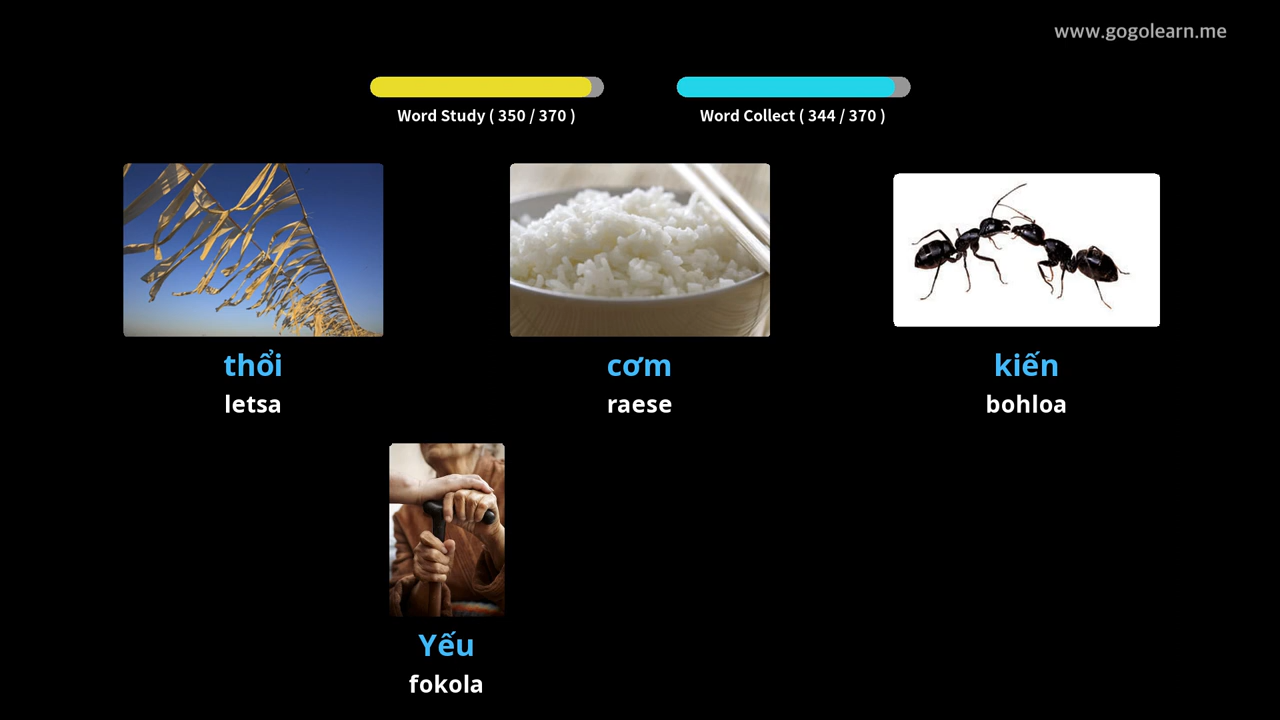 www.gogolearn.me
Word Study ( 350 / 370 )
Word Collect ( 344 / 370 )
thổi
letsa
cơm
raese
kiến
bohloa
Yếu
fokola